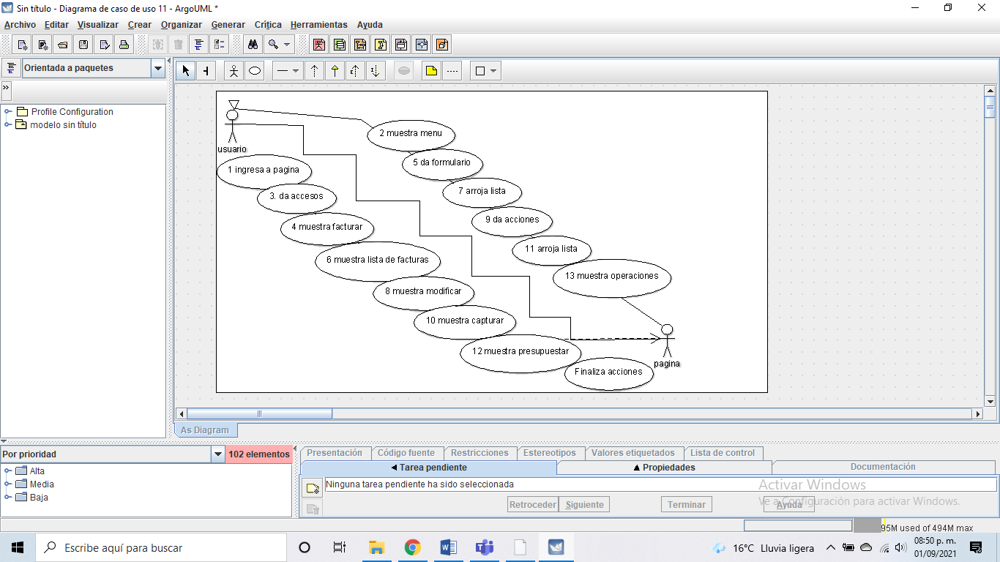 Sin título - Diagrama de caso de uso 11 - ArgoUML *
Archivo Editar Visualizar Crear Organizar Generar Crítica Herramientas Ayuda
Orientada a paquetes
»
Profile Configuration
modelo sin título
usuario
1 ingresa a pagina
3. da accesos
4 muestra facturar
6 muestra lista de facturas
8 muestra modificar
10 muestra capturar
12 muestra presupuestar
Finaliza acciones
2 muestra menu
5 da formulario
7 arroja lista
9 da acciones
11 arroja lista
13 muestra operaciones
pagina
As Diagram
Por prioridad
102 elementos
Alta
Media
Baja
Presentación Código fuente Restricciones Estereotipos Valores etiquetados Lista de control
Tarea pendiente Propiedades Documentación
Ninguna tarea pendiente ha sido seleccionada
Retroceder Siguiente Terminar Ayuda
Activar Windows
Ve a Configuración para activar Windows.
95M used of 494M max
Escribe aquí para buscar
16°C Lluvia ligera
08:50 p. m.
01/09/2021